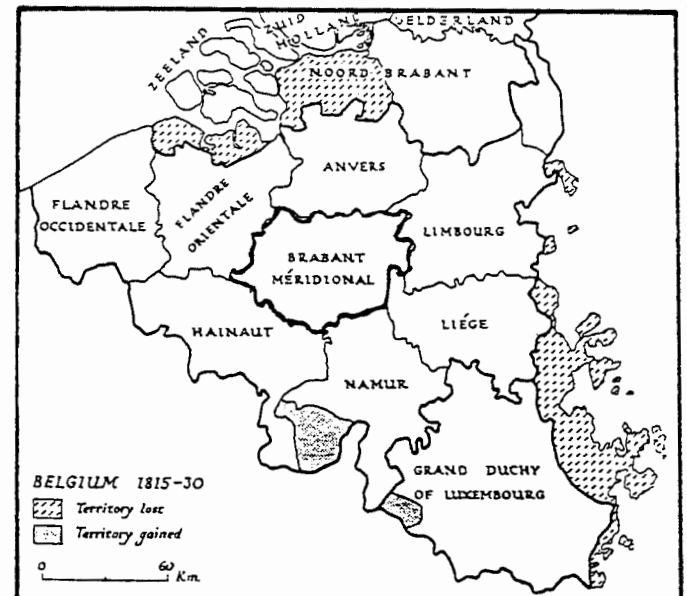 ZUID
HOLLAND
GELDERLAND
ZEELAND
NOORD BRABANT
ANVERS
FLANDRE
OCCIDENTALE
FLANDRE
ORIENTALE
LIMBOURG
BRABANT
MÉRIDIONAL
HAINAUT
LIÉGE
NAMUR
GRAND DUCHY
OF LUXEMBOURG
BELGIUM 1815-30
Territory lost
Territory gained
0 60
Km.